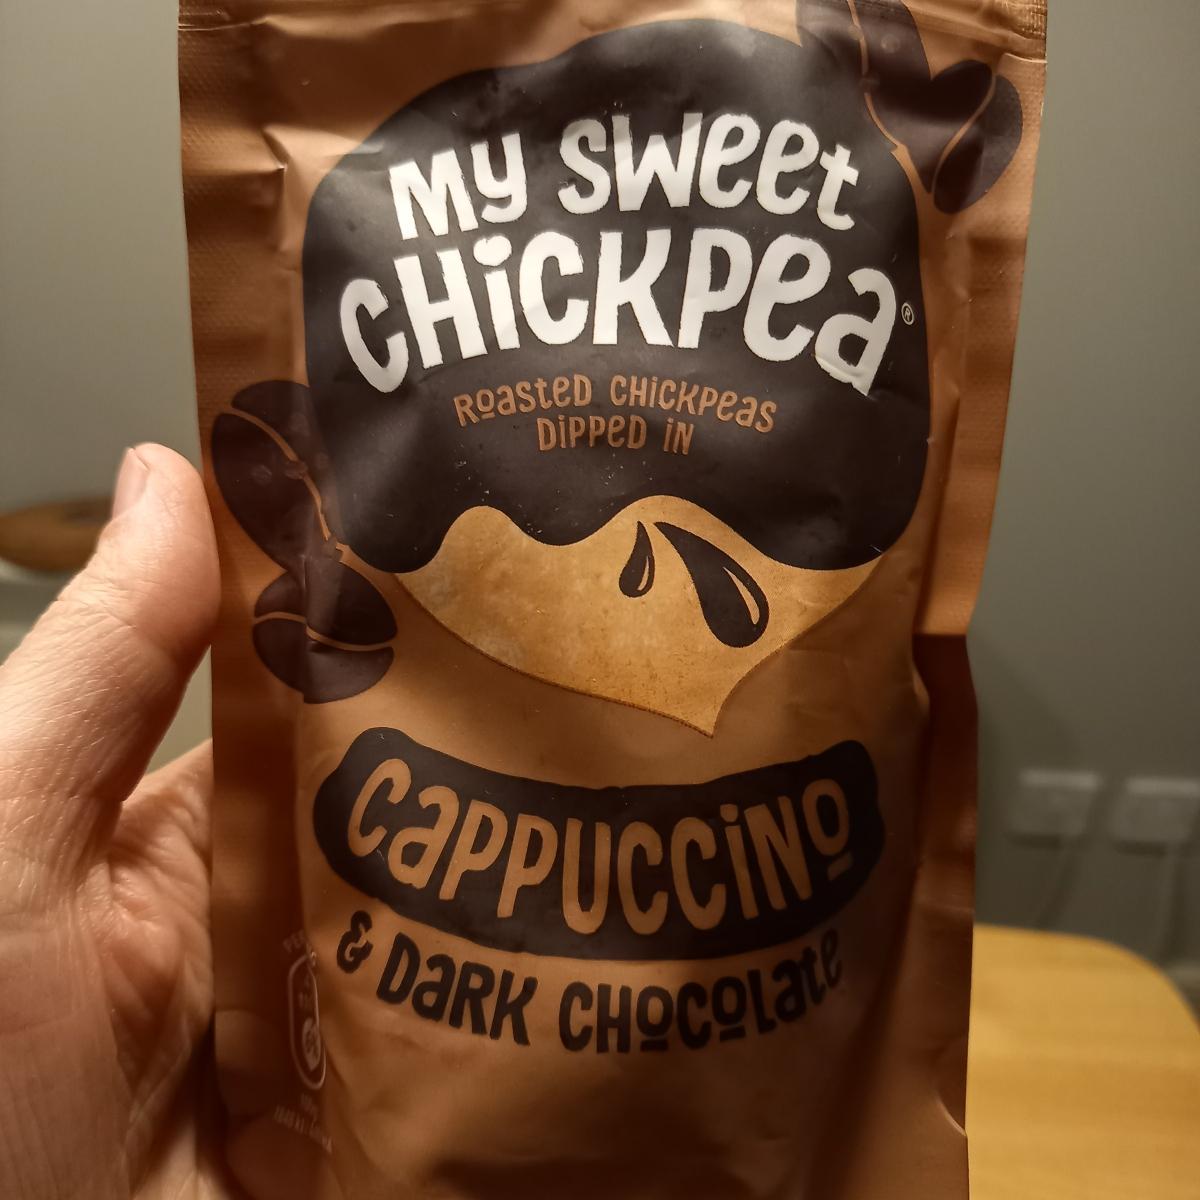 My Sweet
Chickpea®
Roasted Chickpeas
Dipped in
Cappuccino
& Dark Chocolate